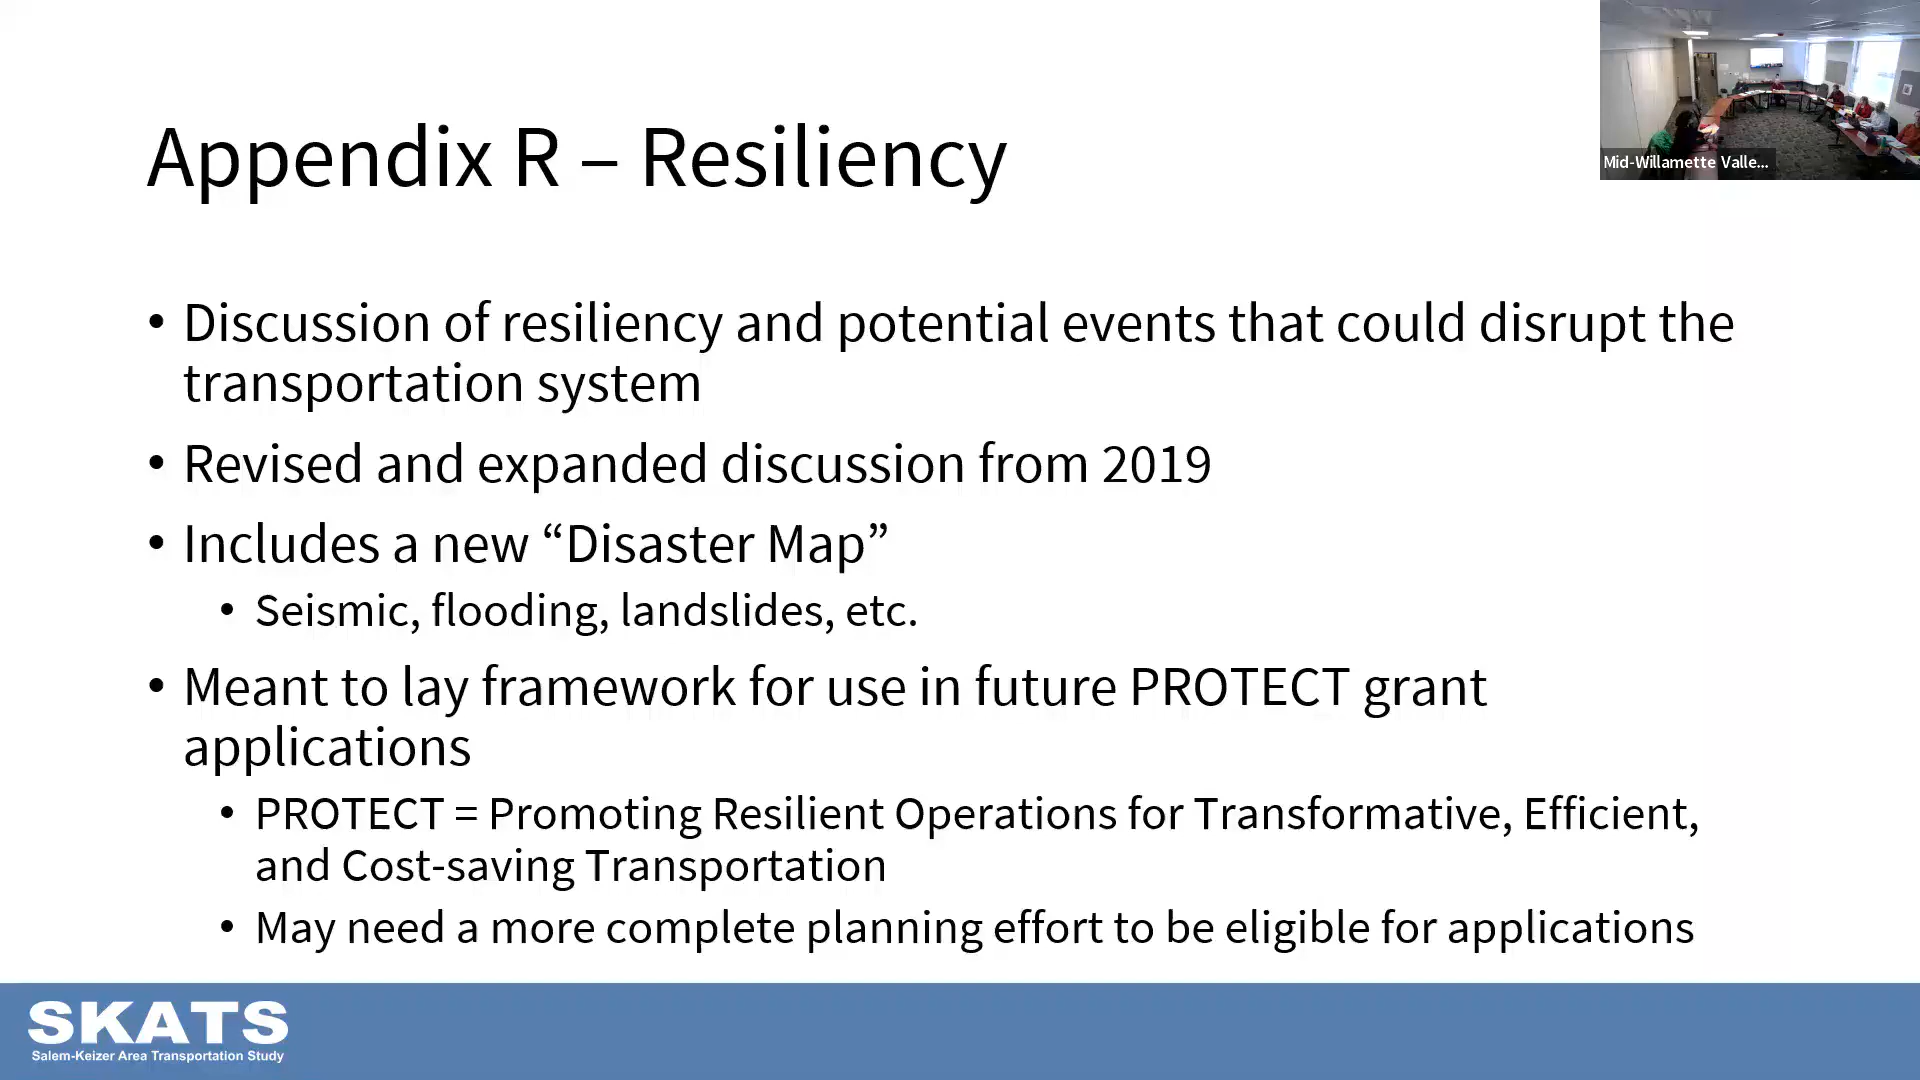 Mid-Willamette Valle...
Appendix R – Resiliency
• Discussion of resiliency and potential events that could disrupt the
transportation system
• Revised and expanded discussion from 2019
• Includes a new “Disaster Map”
• Seismic, flooding, landslides, etc.
• Meant to lay framework for use in future PROTECT grant
applications
• PROTECT = Promoting Resilient Operations for Transformative, Efficient,
and Cost-saving Transportation
• May need a more complete planning effort to be eligible for applications
SKATS
Salem-Keizer Area Transportation Study